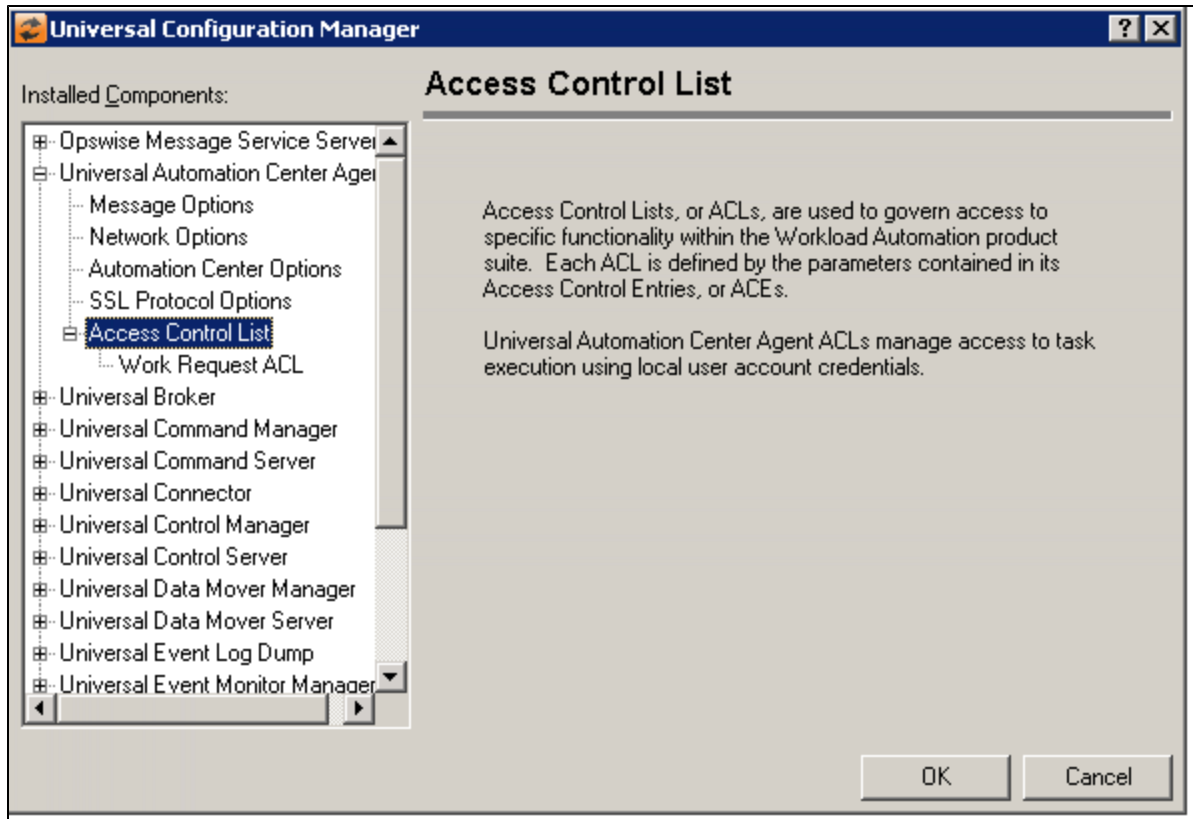 Universal Configuration Manager
Installed Components:
Opswise Message Service Server
Universal Automation Center Agen
Message Options
Network Options
Automation Center Options
SSL Protocol Options
Access Control List
Work Request ACL
Universal Broker
Universal Command Manager
Universal Command Server
Universal Connector
Universal Control Manager
Universal Control Server
Universal Data Mover Manager
Universal Data Mover Server
Universal Event Log Dump
Universal Event Monitor Manager
Access Control List
Access Control Lists, or ACLs, are used to govern access to
specific functionality within the Workload Automation product
suite. Each ACL is defined by the parameters contained in its
Access Control Entries, or ACEs.
Universal Automation Center Agent ACLs manage access to task
execution using local user account credentials.
OK
Cancel